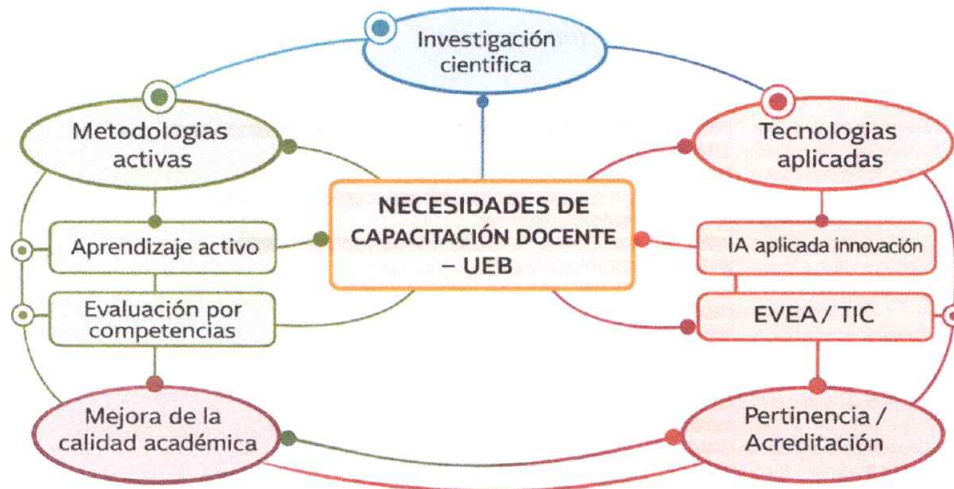 Investigación
cientifica
Metodologias
activas
Tecnologias
aplicadas
NECESIDADES DE
CAPACITACIÓN DOCENTE
– UEB
Aprendizaje activo
IA aplicada innovación
Evaluación por
competencias
EVEA / TIC
Mejora de la
calidad académica
Pertinencia /
Acreditación